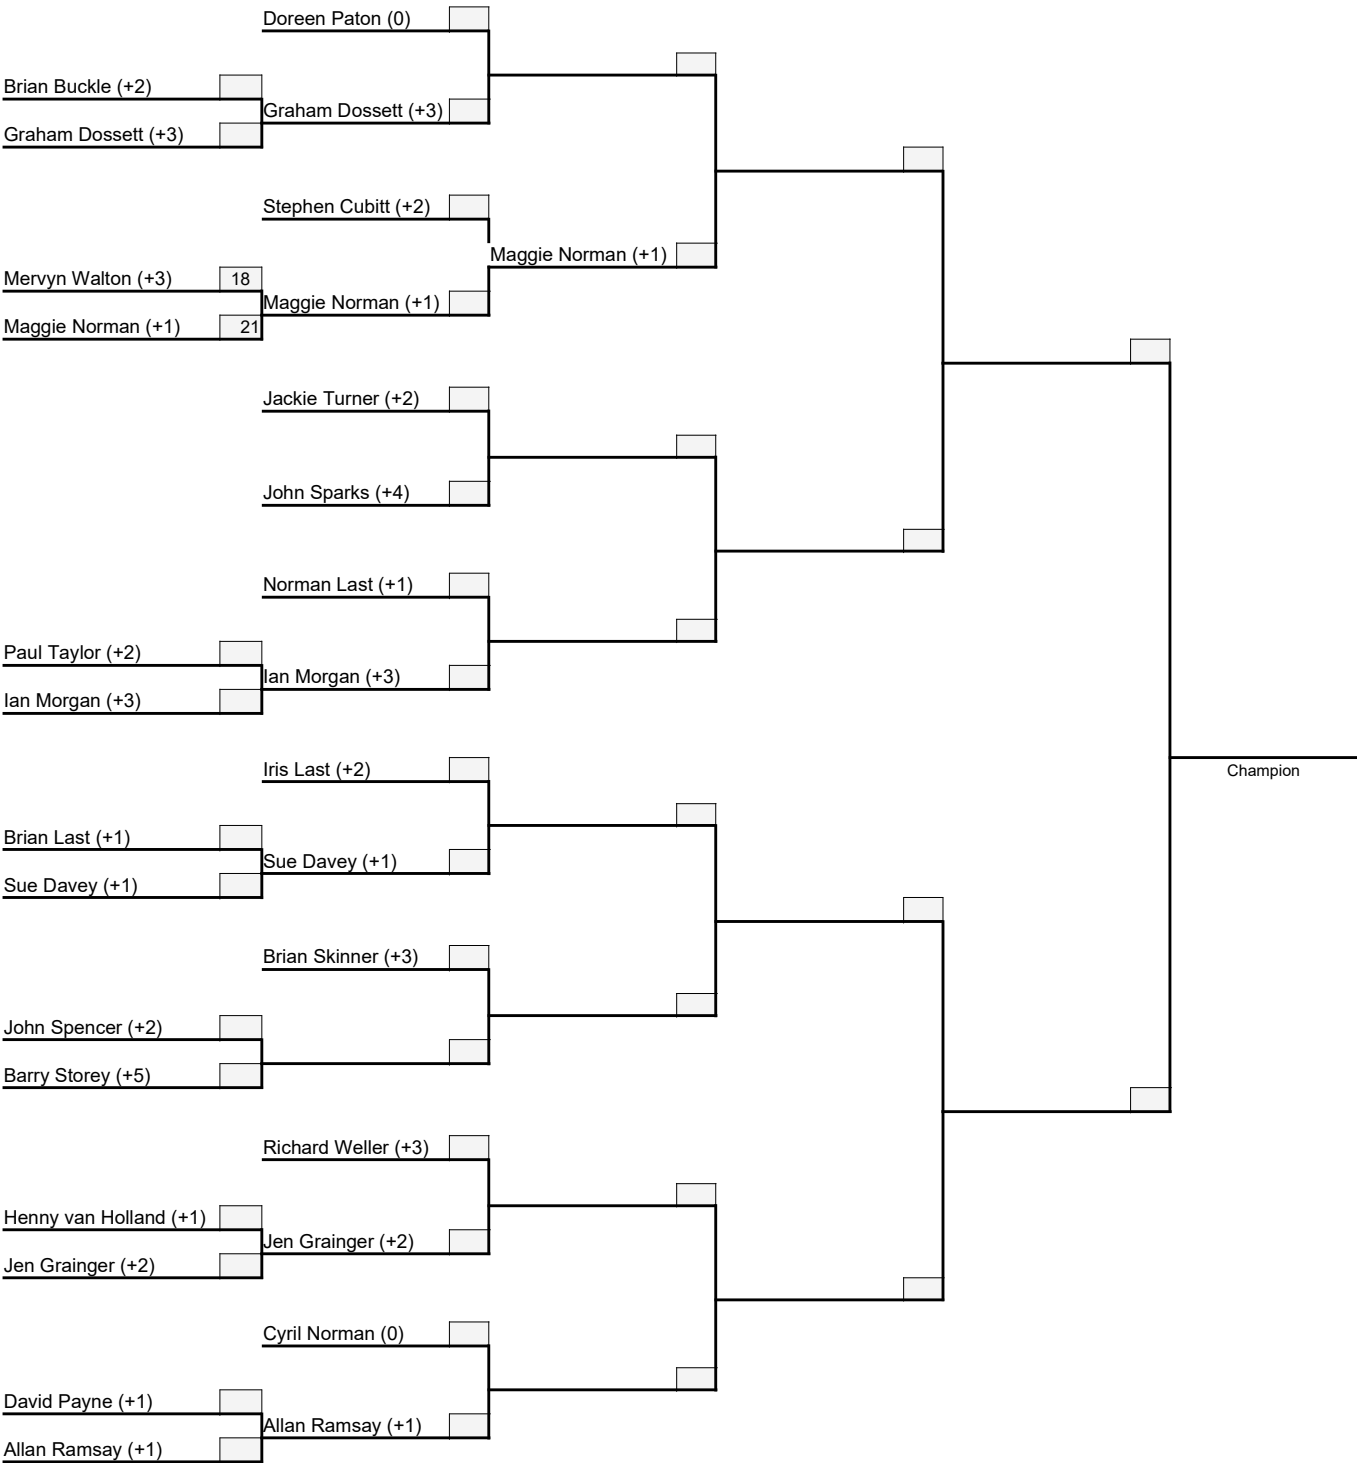 Doreen Paton (0)
Brian Buckle (+2)
Graham Dossett (+3)
Graham Dossett (+3)
Stephen Cubitt (+2)
Maggie Norman (+1)
Mervyn Walton (+3) 18
Maggie Norman (+1)
Maggie Norman (+1) 21
Jackie Turner (+2)
John Sparks (+4)
Norman Last (+1)
Paul Taylor (+2)
Ian Morgan (+3)
Ian Morgan (+3)
Iris Last (+2)
Champion
Brian Last (+1)
Sue Davey (+1)
Sue Davey (+1)
Brian Skinner (+3)
John Spencer (+2)
Barry Storey (+5)
Richard Weller (+3)
Henny van Holland (+1)
Jen Grainger (+2)
Jen Grainger (+2)
Cyril Norman (0)
David Payne (+1)
Allan Ramsay (+1)
Allan Ramsay (+1)